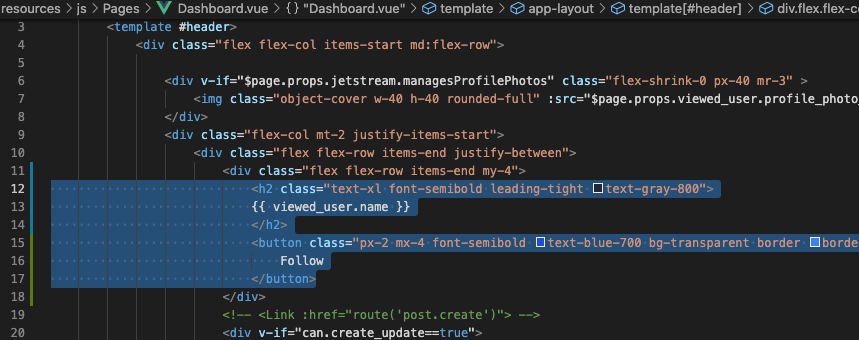 resources > js > Pages > Dashboard.vue > {} "Dashboard.vue" > template > app-layout > template[#header] > div.flex.flex-c
3 <template #header>
4 <div class="flex flex-col items-start md:flex-row">
5
6 <div v-if="$page.props.jetstream.managesProfilePhotos" class="flex-shrink-0 px-40 mr-3" >
7 <img class="object-cover w-40 h-40 rounded-full" :src="$page.props.viewed_user.profile_photo_
8 </div>
9 <div class="flex-col mt-2 justify-items-start">
10 <div class="flex flex-row items-end justify-between">
11 <div class="flex flex-row items-end my-4">
12 <h2 class="text-xl font-semibold leading-tight text-gray-800">
13 {{ viewed_user.name }}
14 </h2>
15 <button class="px-2 mx-4 font-semibold text-blue-700 bg-transparent border borde
16 Follow
17 </button>
18 </div>
19 <!-- <Link :href="route('post.create')"> -->
20 <div v-if="can.create_update==true">